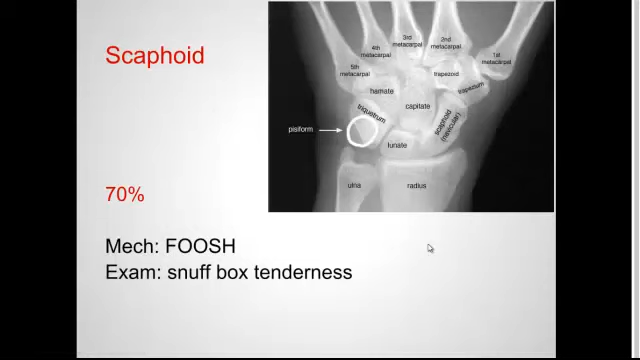 Scaphoid
3rd
metacarpal
2nd
metacarpal
4th
metacarpal
1st
metacarpal
5th
metacarpal
trapezoid
trapezium
hamate
capitate
triquetrum
scaphoid
(navicular)
pisiform
lunate
ulna
radius
70%
Mech: FOOSH
Exam: snuff box tenderness